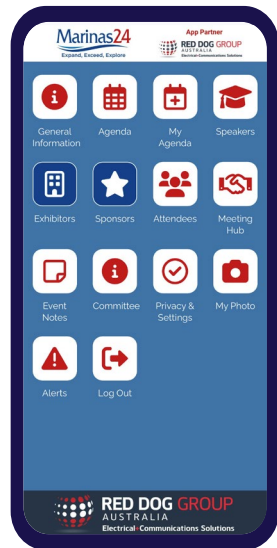 Marinas24
Expand, Exceed, Explore
App Partner
RED DOG GROUP
AUSTRALIA
Electrical+Communications Solutions
General
Information
Agenda
My
Agenda
Speakers
Exhibitors
Sponsors
Attendees
Meeting
Hub
Event
Notes
Committee
Privacy &
Settings
My Photo
Alerts
Log Out
RED DOG GROUP
AUSTRALIA
Electrical+Communications Solutions